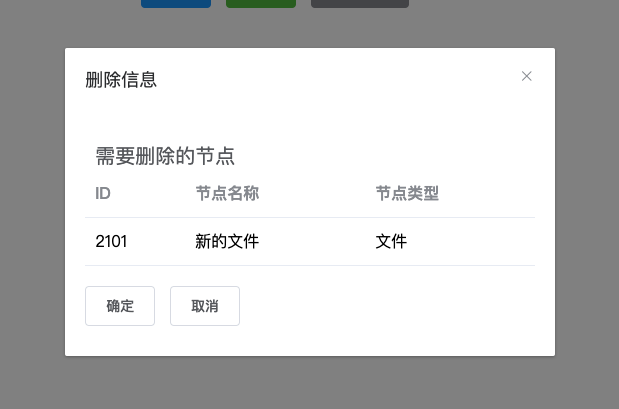 删除信息
需要删除的节点
ID 节点名称 节点类型
2101 新的文件 文件
确定 取消